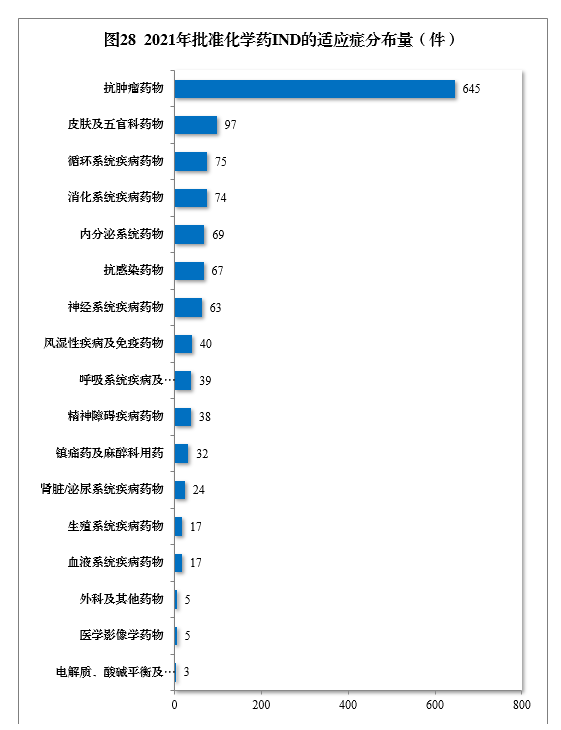 图28 2021年批准化学药IND的适应症分布量（件）
抗肿瘤药物 645
皮肤及五官科药物 97
循环系统疾病药物 75
消化系统疾病药物 74
内分泌系统药物 69
抗感染药物 67
神经系统疾病药物 63
风湿性疾病及免疫药物 40
呼吸系统疾病及… 39
精神障碍疾病药物 38
镇痛药及麻醉科用药 32
肾脏/泌尿系统疾病药物 24
生殖系统疾病药物 17
血液系统疾病药物 17
外科及其他药物 5
医学影像学药物 5
电解质、酸碱平衡及… 3
0 200 400 600 800